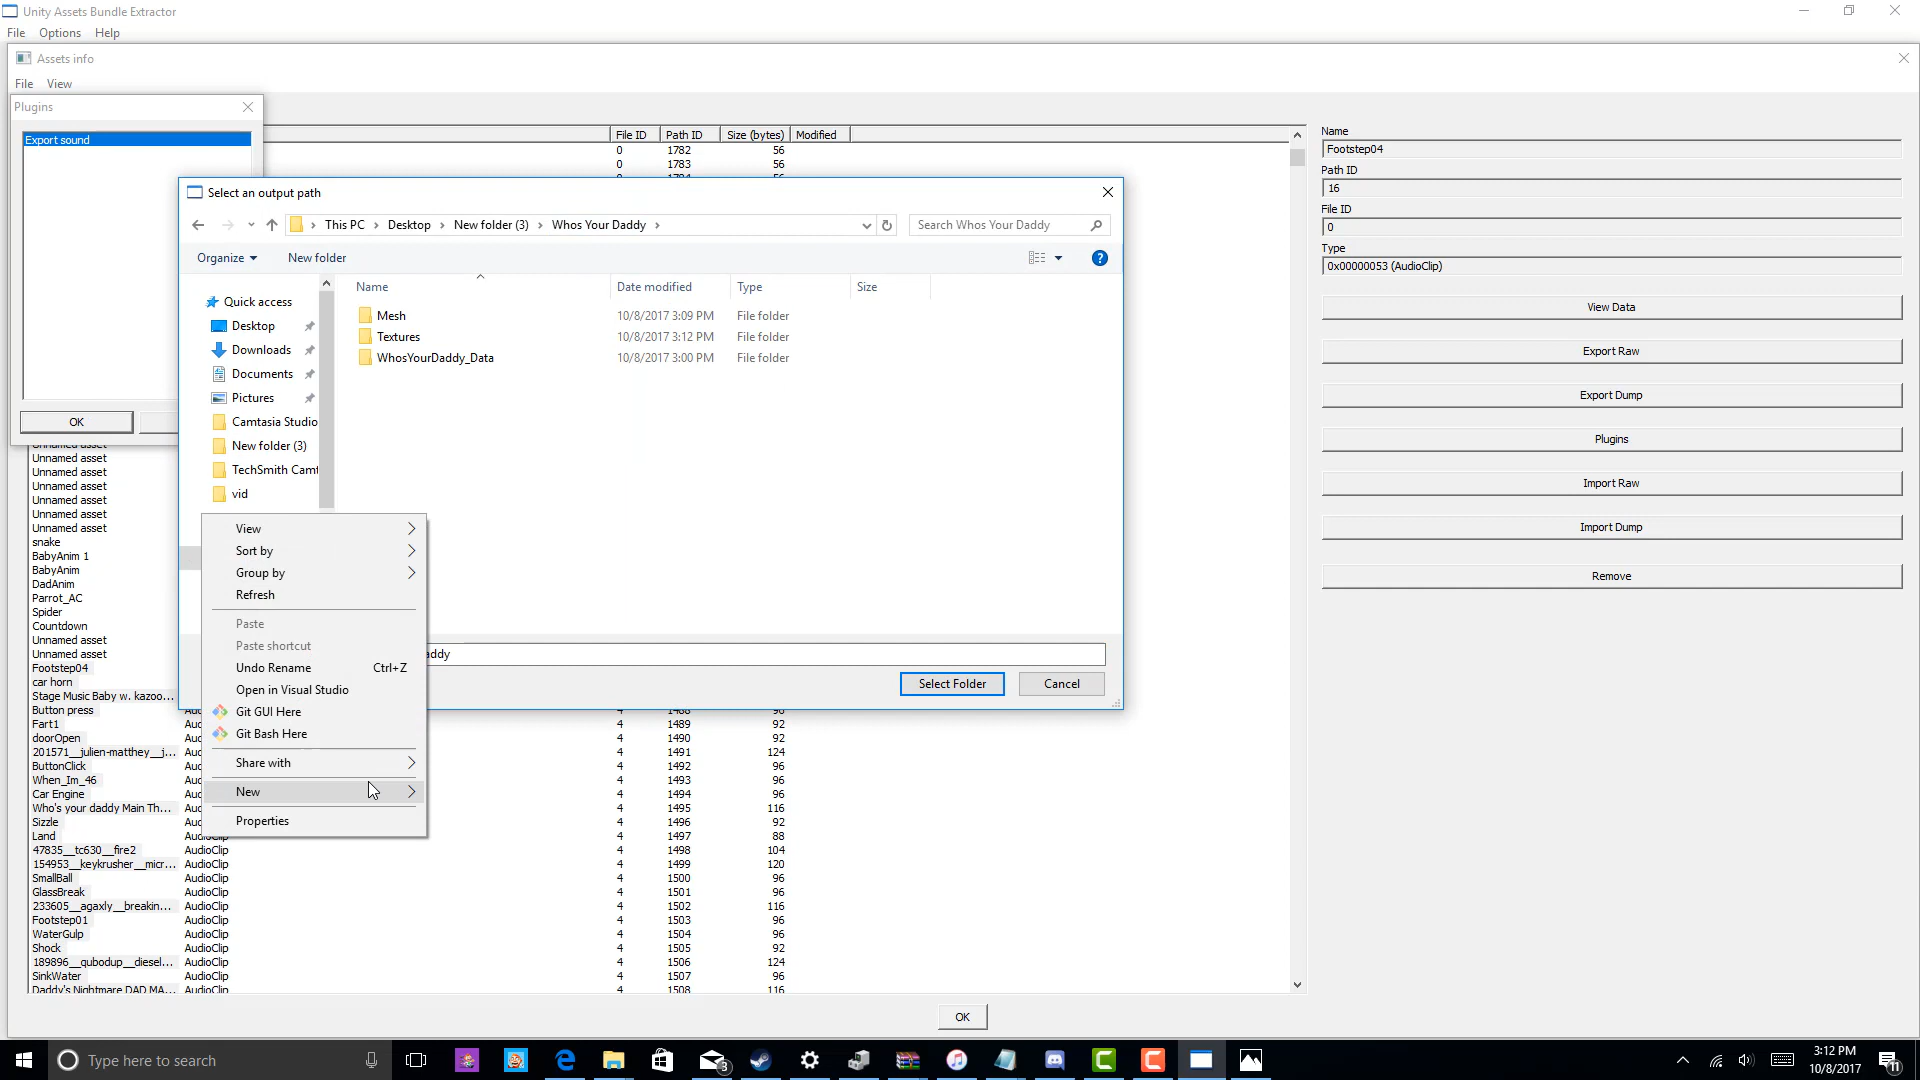 Unity Assets Bundle Extractor
File Options Help
Assets info
File View
Plugins
Export sound
OK
File ID Path ID Size (bytes) Modified
0 1782 56
0 1783 56
Select an output path
This PC > Desktop > New folder (3) > Whos Your Daddy >
Search Whos Your Daddy
Organize New folder
Quick access
Desktop
Downloads
Documents
Pictures
Camtasia Studio
New folder (3)
TechSmith Camt
vid
Name Date modified Type Size
Mesh 10/8/2017 3:09 PM File folder
Textures 10/8/2017 3:12 PM File folder
WhosYourDaddy_Data 10/8/2017 3:00 PM File folder
addy
Select Folder Cancel
View
Sort by
Group by
Refresh
Paste
Paste shortcut
Undo Rename Ctrl+Z
Open in Visual Studio
Git GUI Here
Git Bash Here
Share with
New
Properties
Unnamed asset
Unnamed asset
Unnamed asset
Unnamed asset
Unnamed asset
Unnamed asset
Unnamed asset
snake
BabyAnim 1
BabyAnim
DadAnim
Parrot_AC
Spider
Countdown
Unnamed asset
Unnamed asset
Footstep04
car horn
Stage Music Baby w. kazoo...
Button press
Fart1 4 1489 92
doorOpen 4 1490 92
201571__julien-matthey__j... 4 1491 124
ButtonClick 4 1492 96
When_Im_46 4 1493 96
Car Engine 4 1494 96
Who's your daddy Main Th... 4 1495 116
Sizzle 4 1496 92
Land 4 1497 88
47835__tc630__fire2 AudioClip 4 1498 104
154953__keykrusher__micr... AudioClip 4 1499 120
SmallBall AudioClip 4 1500 96
GlassBreak AudioClip 4 1501 96
233605__agaxly__breakin... AudioClip 4 1502 116
Footstep01 AudioClip 4 1503 96
WaterGulp AudioClip 4 1504 96
Shock AudioClip 4 1505 92
189896__qubodup__diesel... AudioClip 4 1506 124
SinkWater AudioClip 4 1507 96
Daddy's Nightmare DAD MA... AudioClip 4 1508 116
OK
Name
Footstep04
Path ID
16
File ID
0
Type
0x00000053 (AudioClip)
View Data
Export Raw
Export Dump
Plugins
Import Raw
Import Dump
Remove
Type here to search
3
3:12 PM
10/8/2017
11